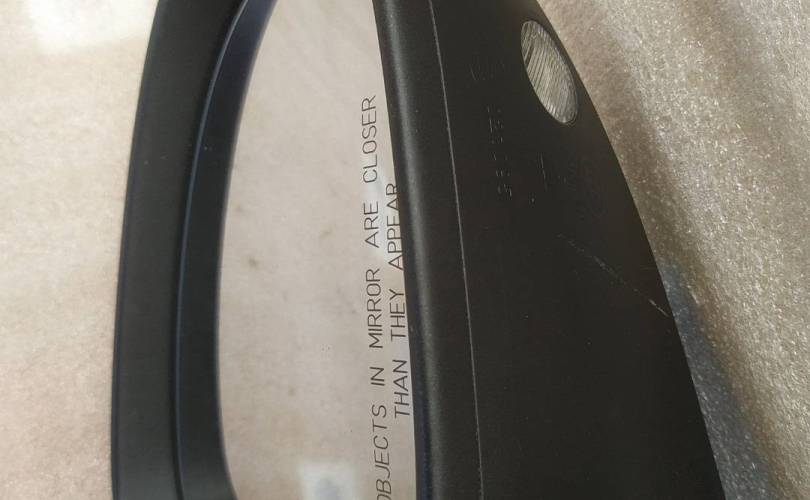 OBJECTS IN MIRROR ARE CLOSER
THAN THEY APPEAR